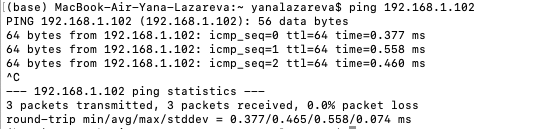 (base) MacBook-Air-Yana-Lazareva:~ yanalazareva$ ping 192.168.1.102
PING 192.168.1.102 (192.168.1.102): 56 data bytes
64 bytes from 192.168.1.102: icmp_seq=0 ttl=64 time=0.377 ms
64 bytes from 192.168.1.102: icmp_seq=1 ttl=64 time=0.558 ms
64 bytes from 192.168.1.102: icmp_seq=2 ttl=64 time=0.460 ms
^C
--- 192.168.1.102 ping statistics ---
3 packets transmitted, 3 packets received, 0.0% packet loss
round-trip min/avg/max/stddev = 0.377/0.465/0.558/0.074 ms